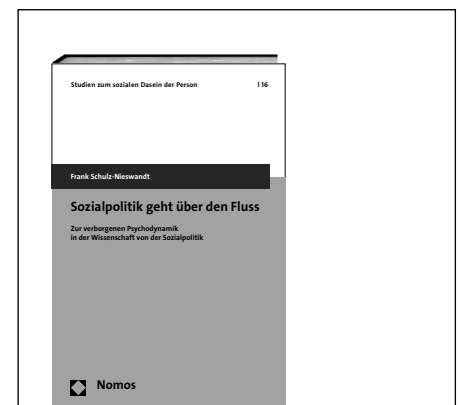 Studien zum sozialen Dasein der Person | 16
Frank Schulz-Nieswandt
Sozialpolitik geht über den Fluss
Zur verborgenen Psychodynamik
in der Wissenschaft von der Sozialpolitik
Nomos